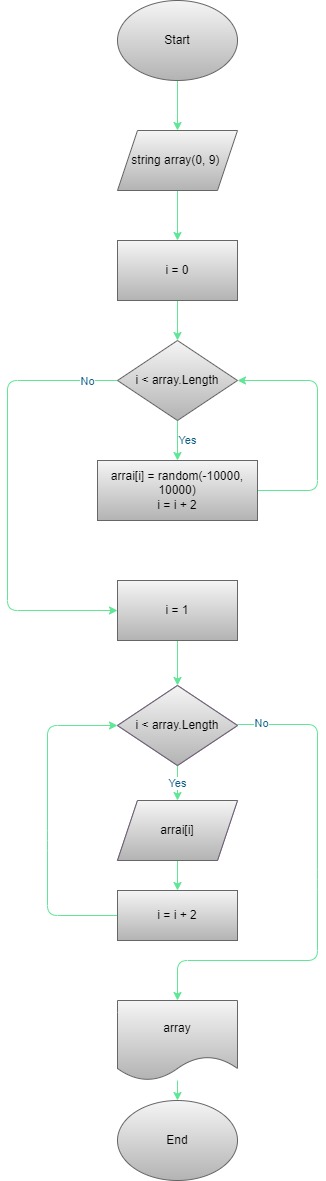 Start
string array(0, 9)
i = 0
i < array.Length
No
Yes
arrai[i] = random(-10000,
10000)
i = i + 2
i = 1
i < array.Length
No
Yes
arrai[i]
i = i + 2
array
End